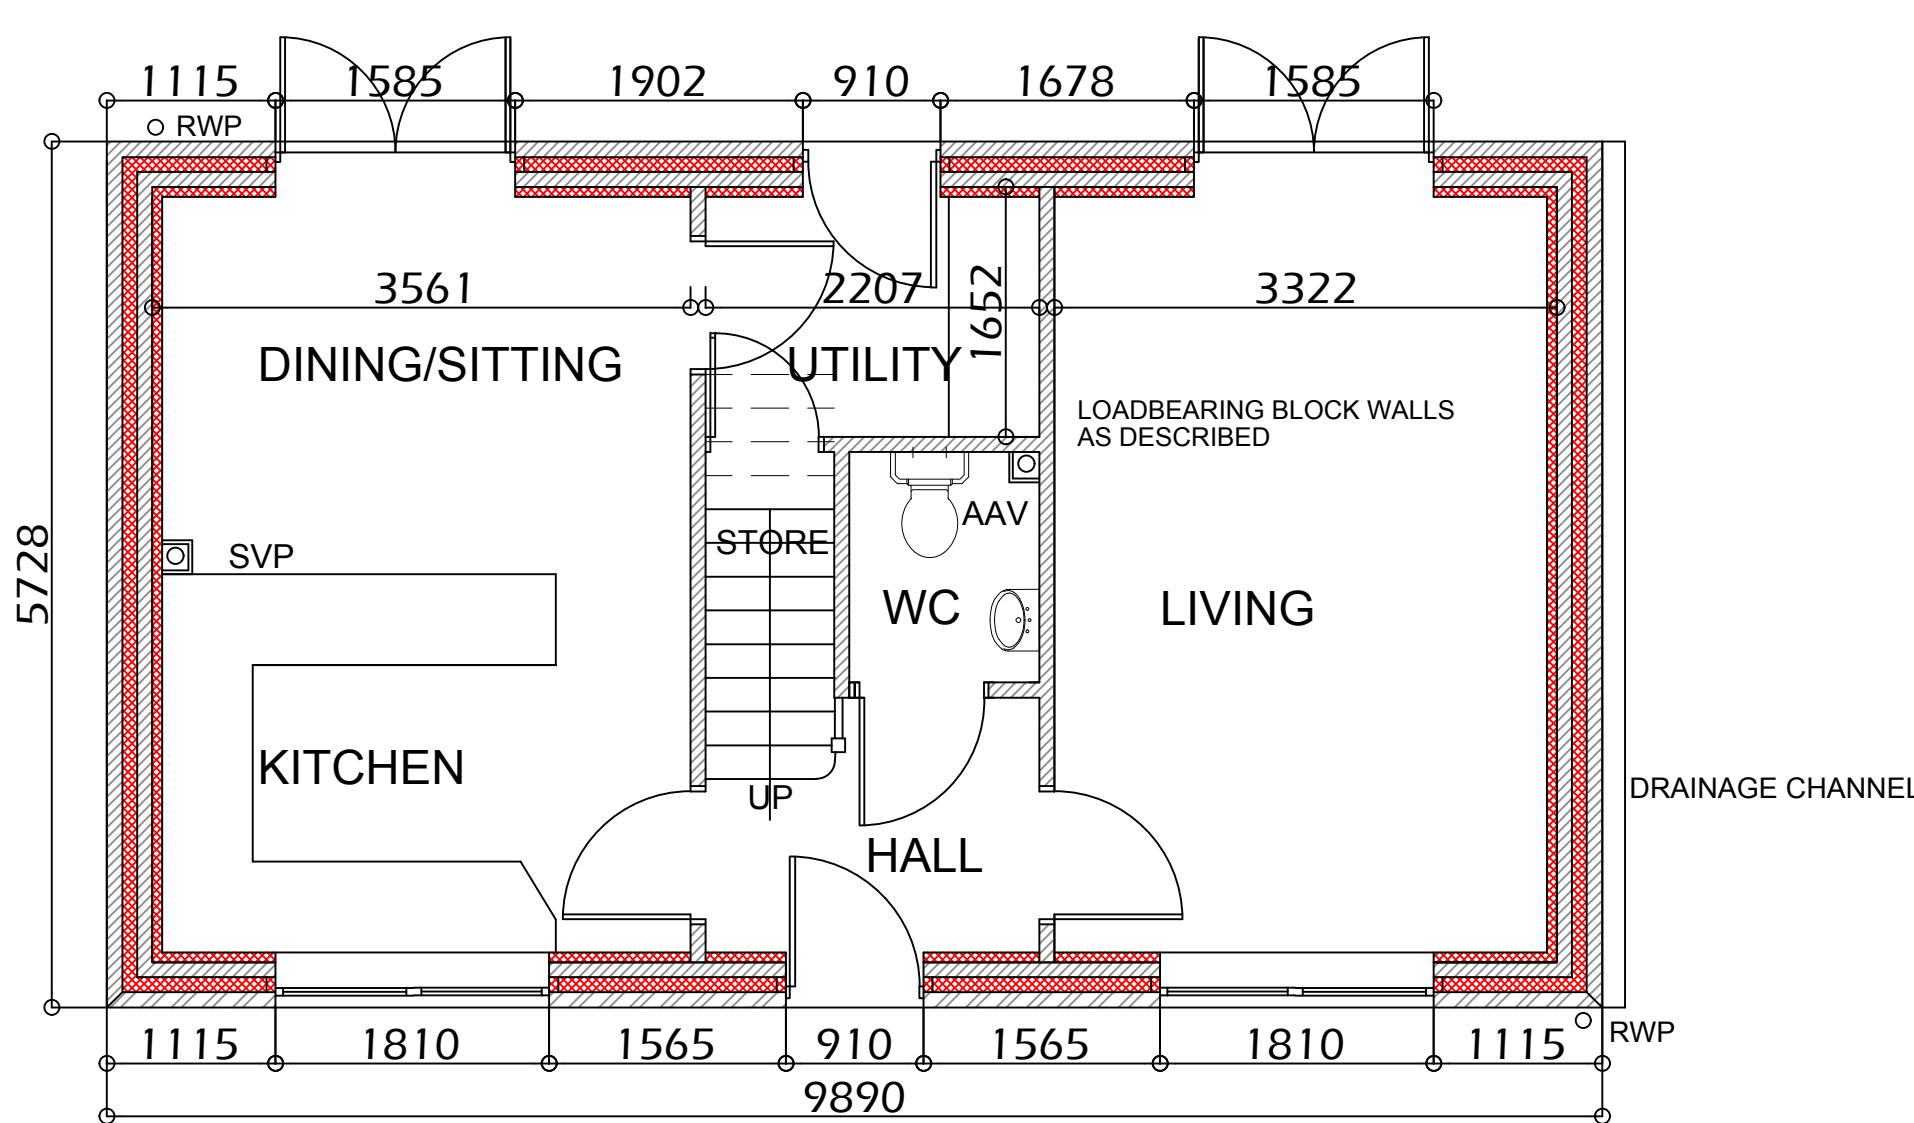 1115 1585 1902 910 1678 1585
RWP
3561 2207 1652 3322
DINING/SITTING UTILITY
LOADBEARING BLOCK WALLS
AS DESCRIBED
AAV
5728 SVP STORE
WC LIVING
KITCHEN UP DRAINAGE CHANNEL
HALL
RWP
1115 1810 1565 910 1565 1810 1115
9890